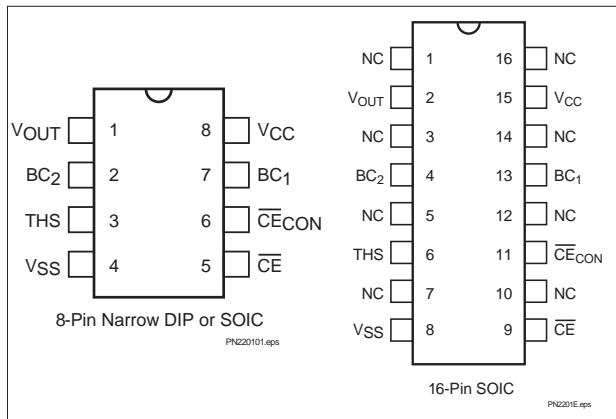 VOUT 1 8 VCC
BC2 2 7 BC1
THS 3 6 CECON
VSS 4 5 CE
8-Pin Narrow DIP or SOIC
PN220101.eps
NC 1 16 NC
VOUT 2 15 VCC
NC 3 14 NC
BC2 4 13 BC1
NC 5 12 NC
THS 6 11 CECON
NC 7 10 NC
VSS 8 9 CE
16-Pin SOIC
PN2201E.eps